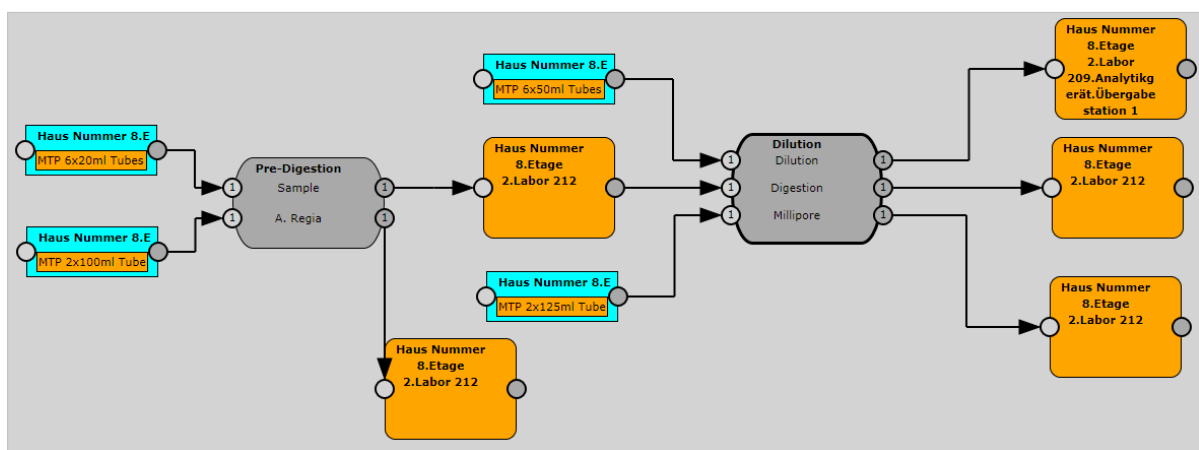 Haus Nummer 8.E
MTP 6x20ml Tubes
Haus Nummer 8.E
MTP 2x100ml Tube
Pre-Digestion
1 Sample 1
1 A. Regia 1
Haus Nummer
8.Etage
2.Labor 212
Haus Nummer
8.Etage
2.Labor 212
Haus Nummer 8.E
MTP 6x50ml Tubes
Haus Nummer 8.E
MTP 2x125ml Tube
Dilution
1 Dilution 1
1 Digestion 1
1 Millipore 1
Haus Nummer
8.Etage
2.Labor
209.Analytikg
erät.Übergabe
station 1
Haus Nummer
8.Etage
2.Labor 212
Haus Nummer
8.Etage
2.Labor 212